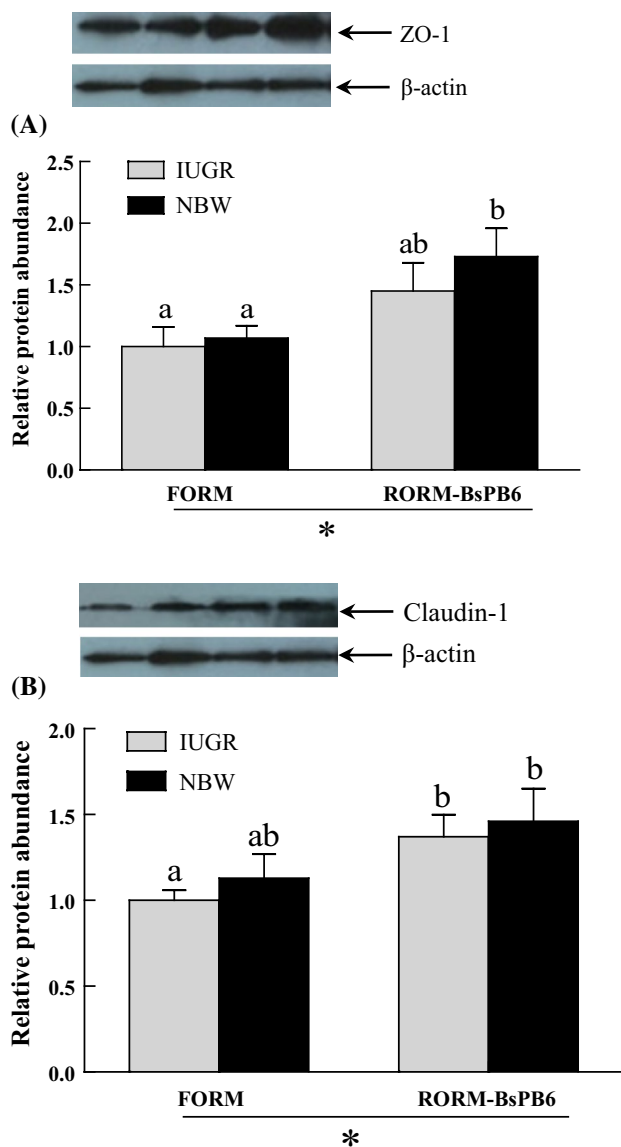 ZO-1
β-actin
(A)
Relative protein abundance
2.5
2.0
1.5
1.0
0.5
0.0
IUGR
NBW
a
a
ab
b
FORM
RORM-BsPB6
*
Claudin-1
β-actin
(B)
Relative protein abundance
2.0
1.5
1.0
0.5
0.0
IUGR
NBW
a
ab
b
b
FORM
RORM-BsPB6
*